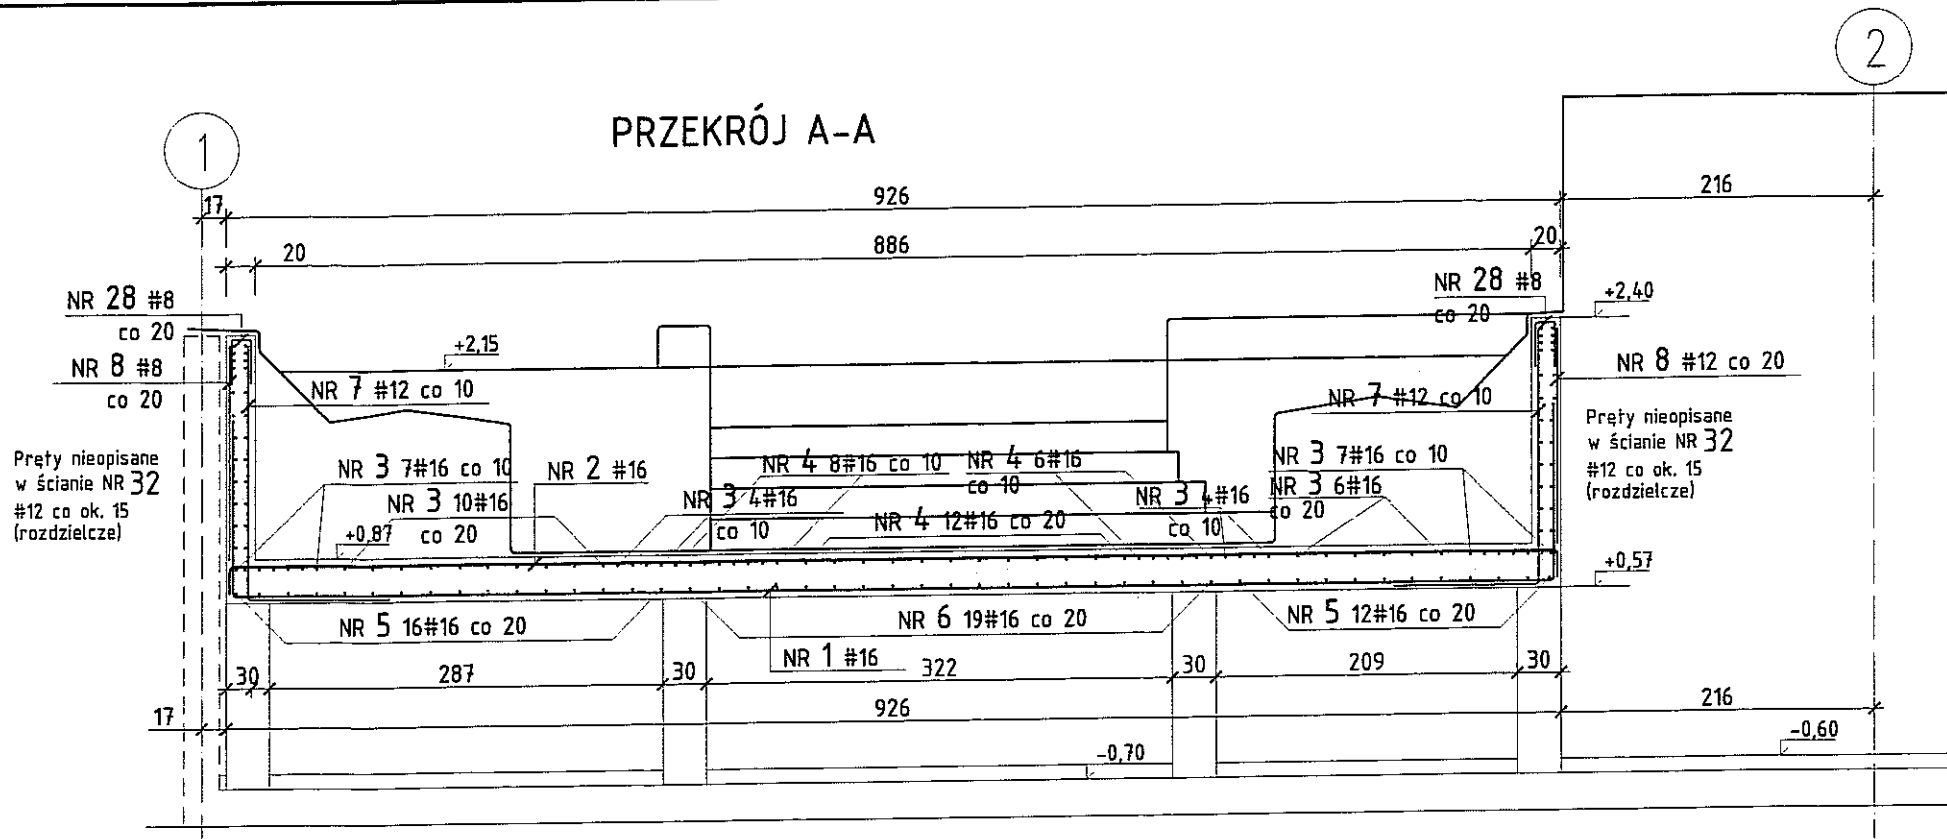 2
1
PRZEKRÓJ A-A
17
926
216
20
886
20
NR 28 #8
co 20
NR 28 #8
co 20
+2,40
+2,15
NR 8 #8
co 20
NR 7 #12 co 10
NR 7 #12 co 10
NR 8 #12 co 20
Pręty nieopisane
w ścianie NR 32
#12 co ok. 15
(rozdzielcze)
Pręty nieopisane
w ścianie NR 32
#12 co ok. 15
(rozdzielcze)
NR 3 7#16 co 10
NR 2 #16
NR 4 8#16 co 10
NR 4 6#16
co 10
NR 3 7#16 co 10
NR 3 10#16
co 20
NR 3 4#16
co 10
NR 4 12#16 co 20
NR 3 4#16
co 10
NR 3 6#16
co 20
+0,87
+0,57
NR 5 16#16 co 20
NR 6 19#16 co 20
NR 5 12#16 co 20
NR 1 #16
30
287
30
322
30
209
30
17
926
216
-0,70
-0,60